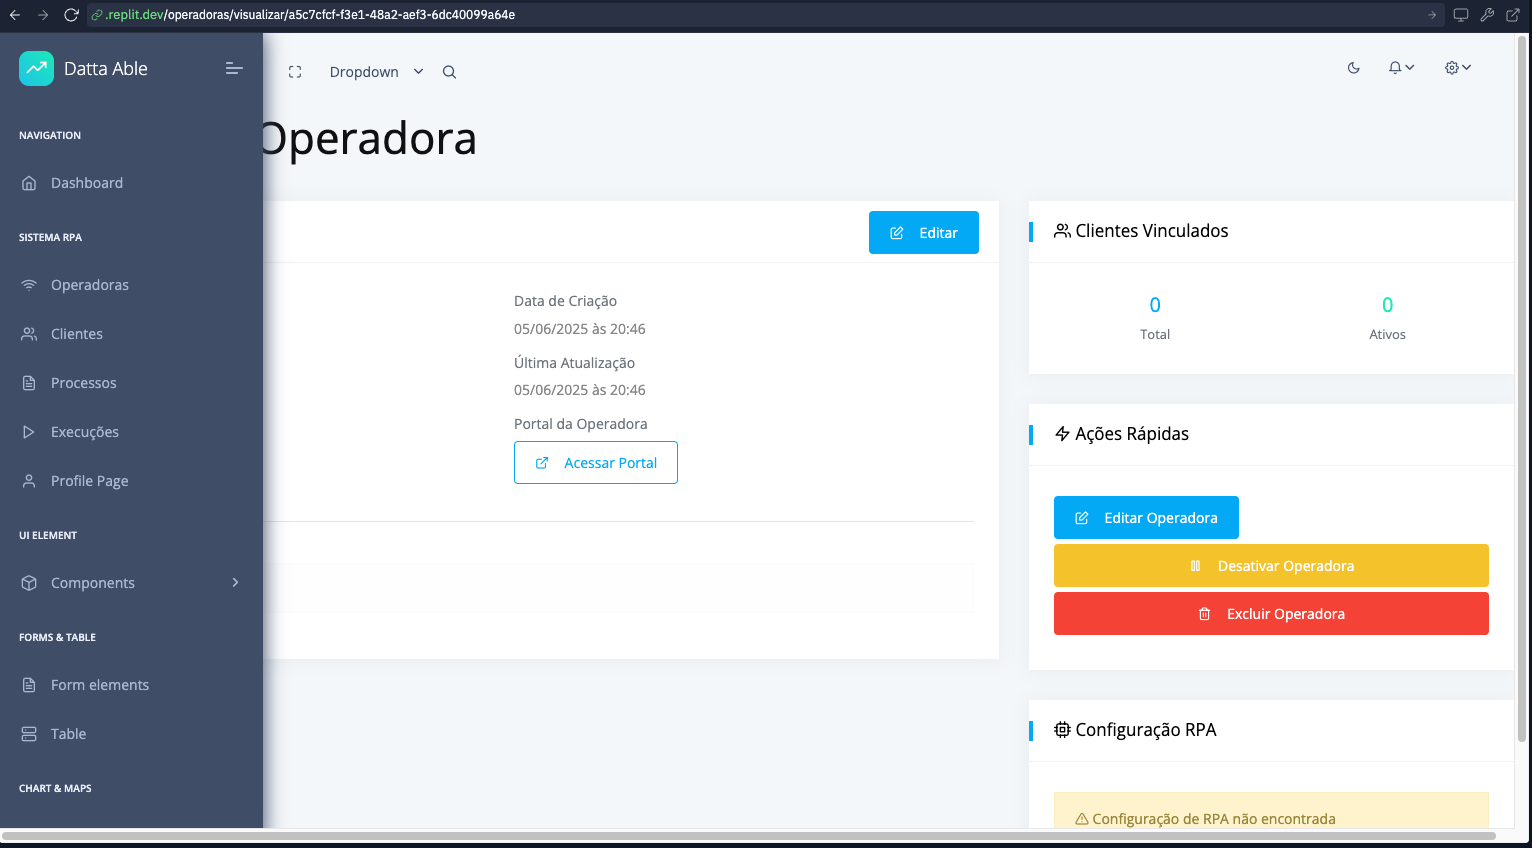 .replit.dev/operadoras/visualizar/a5c7cfcf-f3e1-48a2-aef3-6dc40099a64e
Datta Able
NAVIGATION
Dashboard
SISTEMA RPA
Operadoras
Clientes
Processos
Execuções
Profile Page
UI ELEMENT
Components
FORMS & TABLE
Form elements
Table
CHART & MAPS
Dropdown
Operadora
Editar
Data de Criação
05/06/2025 às 20:46
Última Atualização
05/06/2025 às 20:46
Portal da Operadora
Acessar Portal
Clientes Vinculados
0
Total
0
Ativos
Ações Rápidas
Editar Operadora
Desativar Operadora
Excluir Operadora
Configuração RPA
Configuração de RPA não encontrada